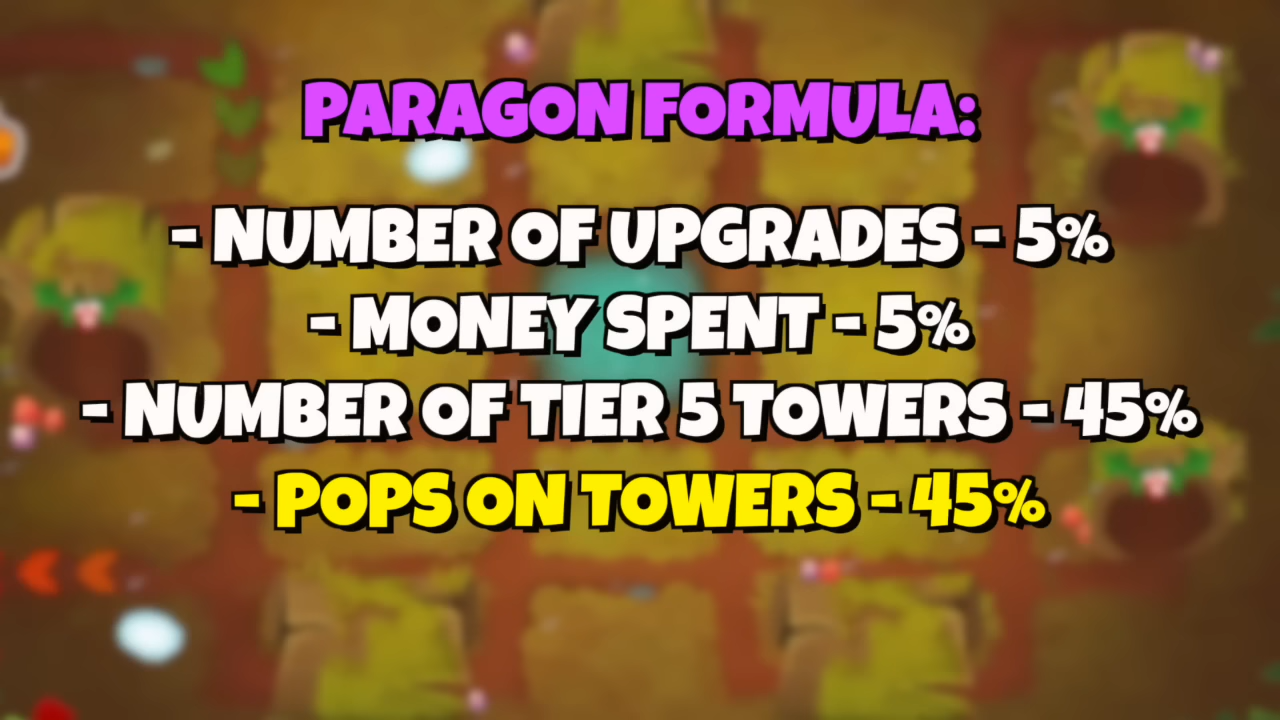 PARAGON FORMULA:
- NUMBER OF UPGRADES - 5%
- MONEY SPENT - 5%
- NUMBER OF TIER 5 TOWERS - 45%
- POPS ON TOWERS - 45%